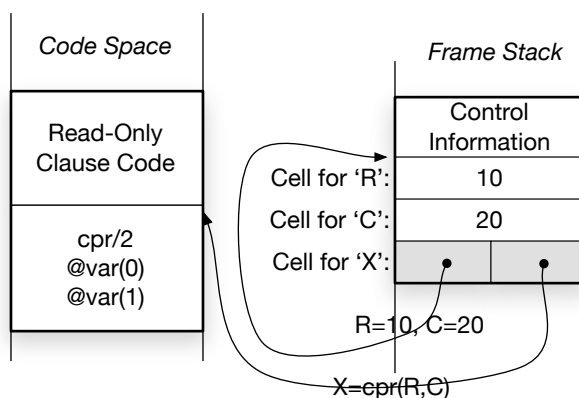 Code Space
Read-Only
Clause Code
cpr/2
@var(0)
@var(1)
Frame Stack
Control
Information
Cell for ‘R’: 10
Cell for ‘C’: 20
Cell for ‘X’:
R=10, C=20
X=cpr(R,C)